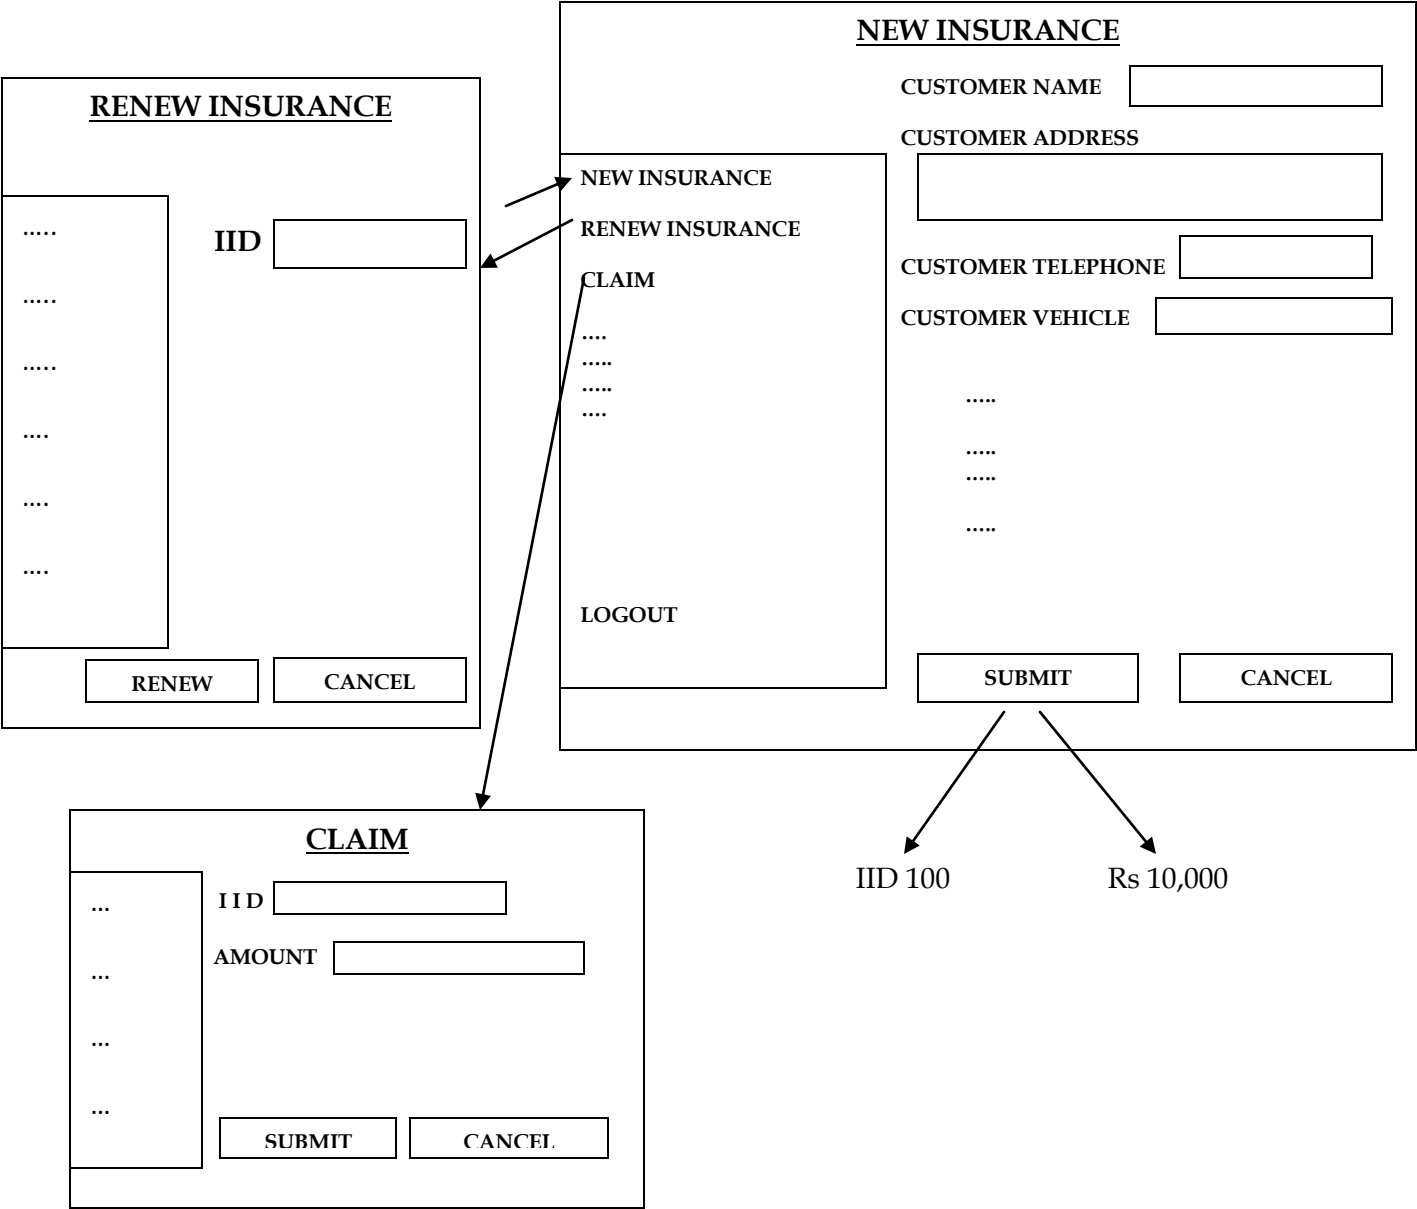 NEW INSURANCE
CUSTOMER NAME
CUSTOMER ADDRESS
CUSTOMER TELEPHONE
CUSTOMER VEHICLE
.....
.....
.....
.....
NEW INSURANCE
RENEW INSURANCE
CLAIM
....
.....
.....
....
LOGOUT
SUBMIT
CANCEL
IID 100
Rs 10,000
RENEW INSURANCE
.....
.....
.....
....
....
....
IID
RENEW
CANCEL
CLAIM
...
...
...
...
I I D
AMOUNT
SUBMIT
CANCEL